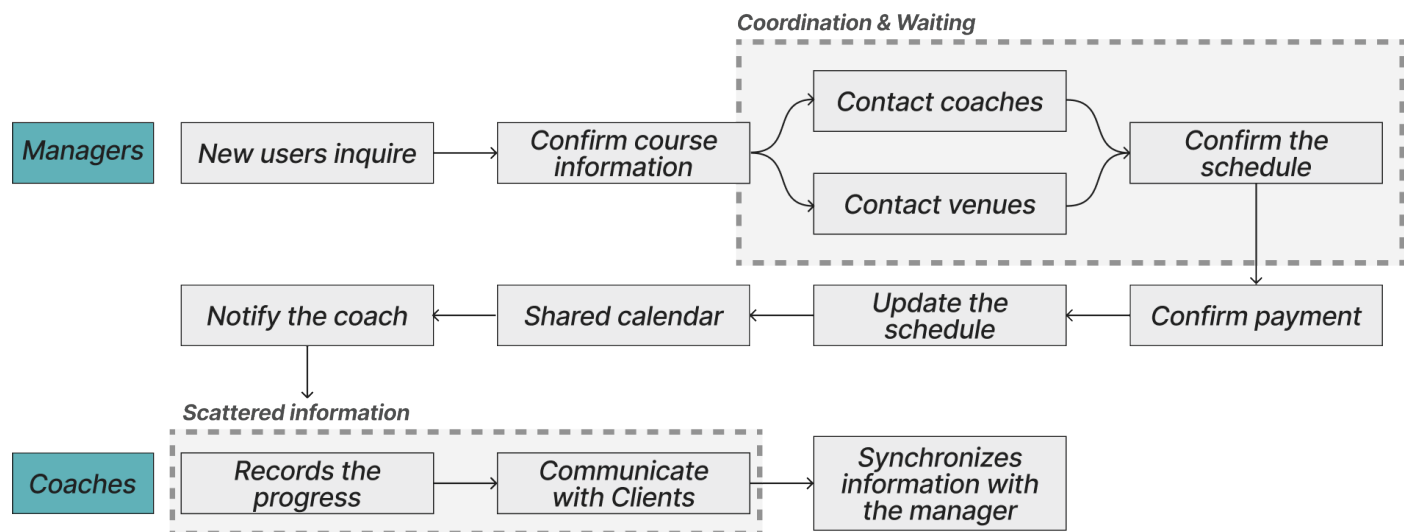 Coordination & Waiting
Managers
New users inquire
Confirm course
information
Contact coaches
Contact venues
Confirm the
schedule
Notify the coach
Shared calendar
Update the
schedule
Confirm payment
Scattered information
Coaches
Records the
progress
Communicate
with Clients
Synchronizes
information with
the manager